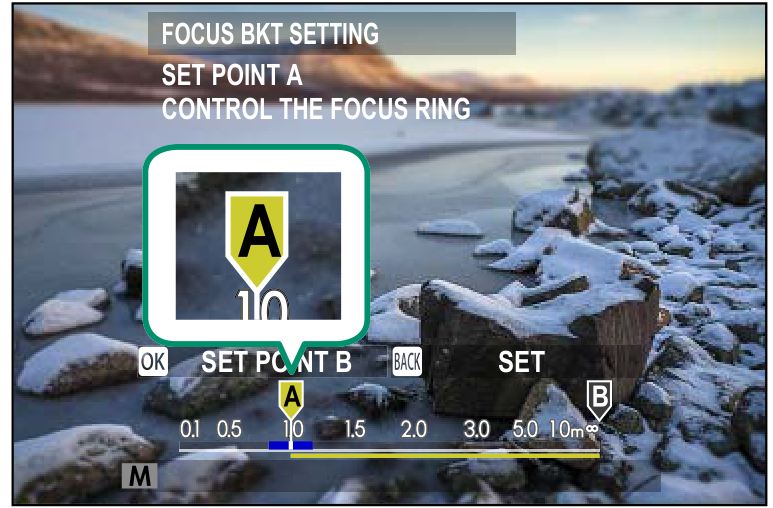 FOCUS BKT SETTING
SET POINT A
CONTROL THE FOCUS RING
A
10
OK SET POINT B BACK SET
A B
0.1 0.5 1.0 1.5 2.0 3.0 5.0 10m ∞
M